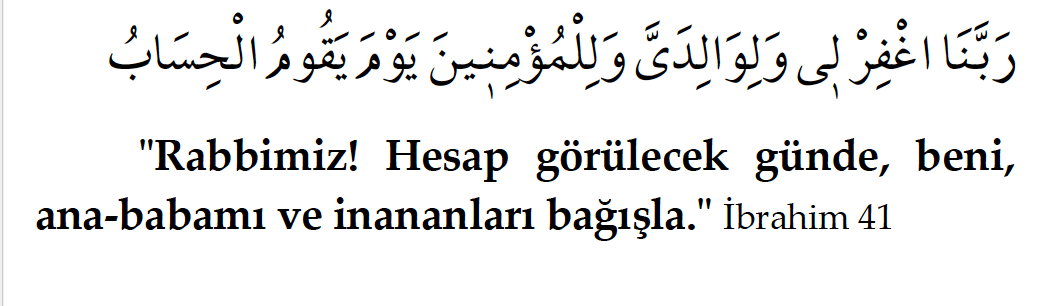 رَبَّنَا اغْفِرْ لٖى وَلِوَالِدَىَّ وَلِلْمُؤْمِنٖينَ يَوْمَ يَقُومُ الْحِسَابُ
"Rabbimiz! Hesap görülecek günde, beni,
ana-babamı ve inananları bağışla." İbrahim 41